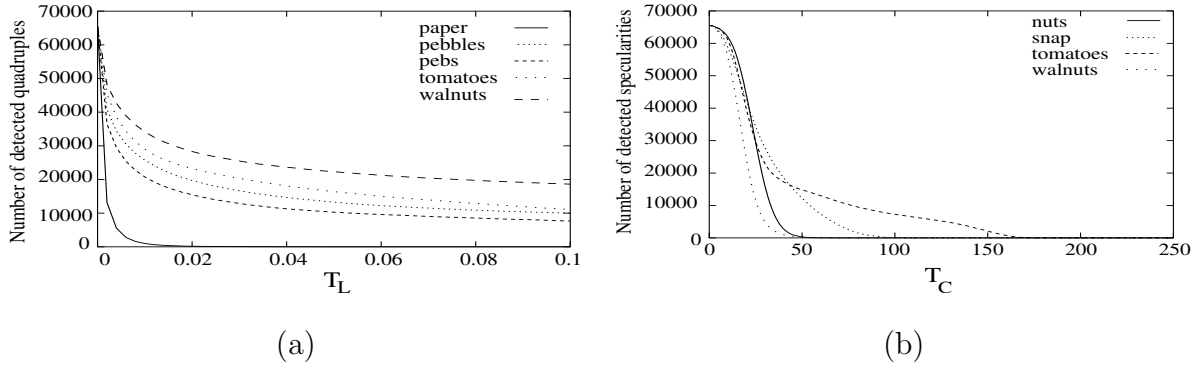 Number of detected quadruples
70000
60000
50000
40000
30000
20000
10000
0
0
0.02
0.04
0.06
0.08
0.1
T_L
paper
pebbles
pebs
tomatoes
walnuts
(a)
Number of detected specularities
70000
60000
50000
40000
30000
20000
10000
0
0
50
100
150
200
250
T_C
nuts
snap
tomatoes
walnuts
(b)